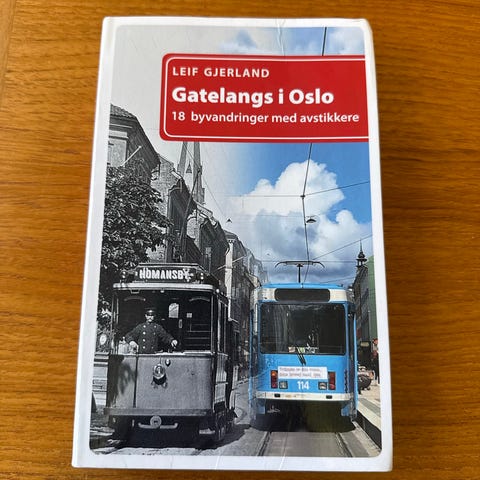 LEIF GJERLAND
Gatelangs i Oslo
18 byvandringer med avstikkere
HOMANSBY
114